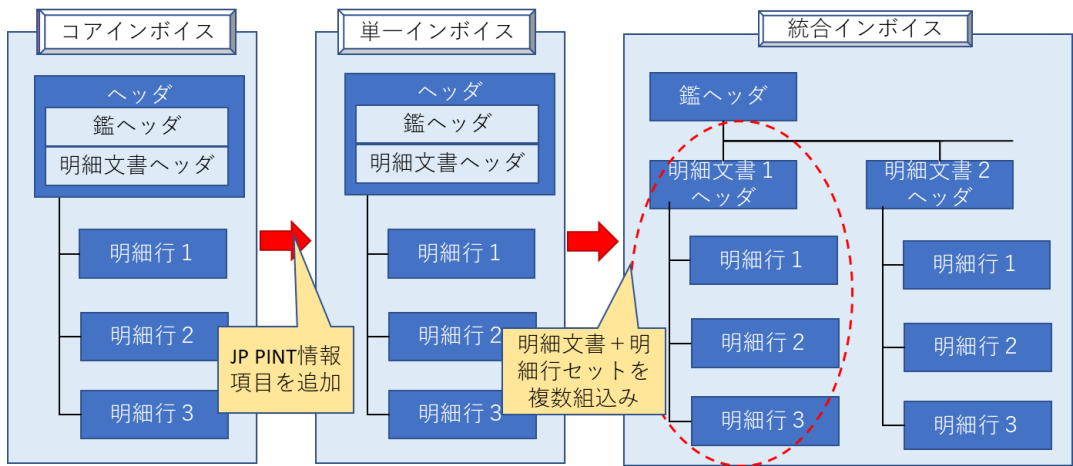 コアインボイス
ヘッダ
鑑ヘッダ
明細文書ヘッダ
明細行1
明細行2
明細行3
JP PINT情報
項目を追加
単一インボイス
ヘッダ
鑑ヘッダ
明細文書ヘッダ
明細行1
明細行2
明細行3
明細文書＋明
細行セットを
複数組込み
統合インボイス
鑑ヘッダ
明細文書1
ヘッダ
明細行1
明細行2
明細行3
明細文書2
ヘッダ
明細行1
明細行2
明細行3